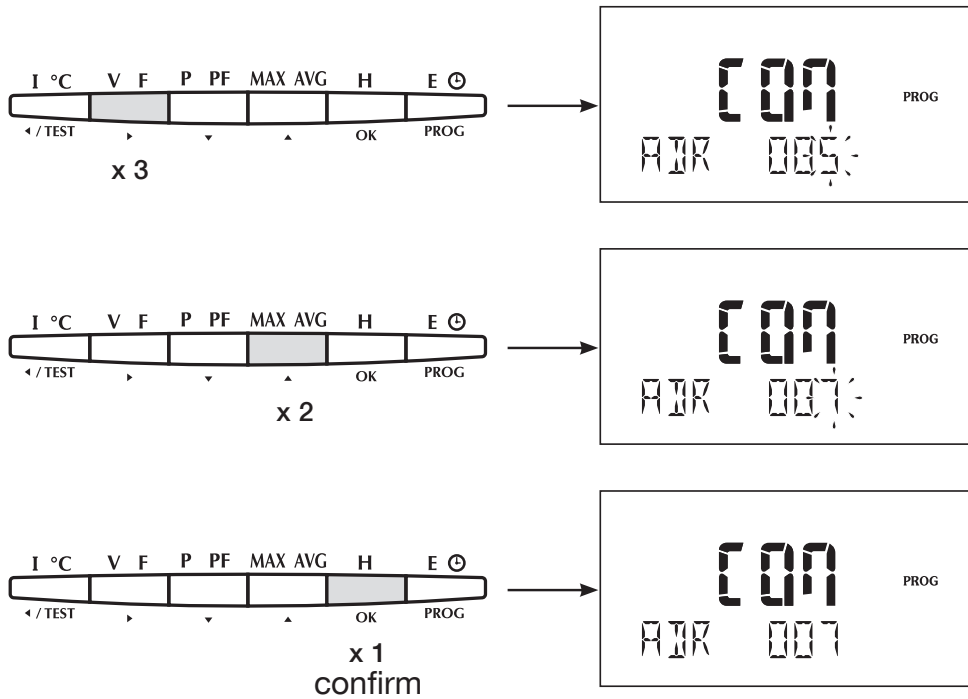 I °C V F P PF MAX AVG H E
COM
PROG
/ TEST OK PROG
ADR 005
x 3
I °C V F P PF MAX AVG H E
COM
PROG
/ TEST OK PROG
ADR 007
x 2
I °C V F P PF MAX AVG H E
COM
PROG
/ TEST OK PROG
ADR 007
x 1
confirm